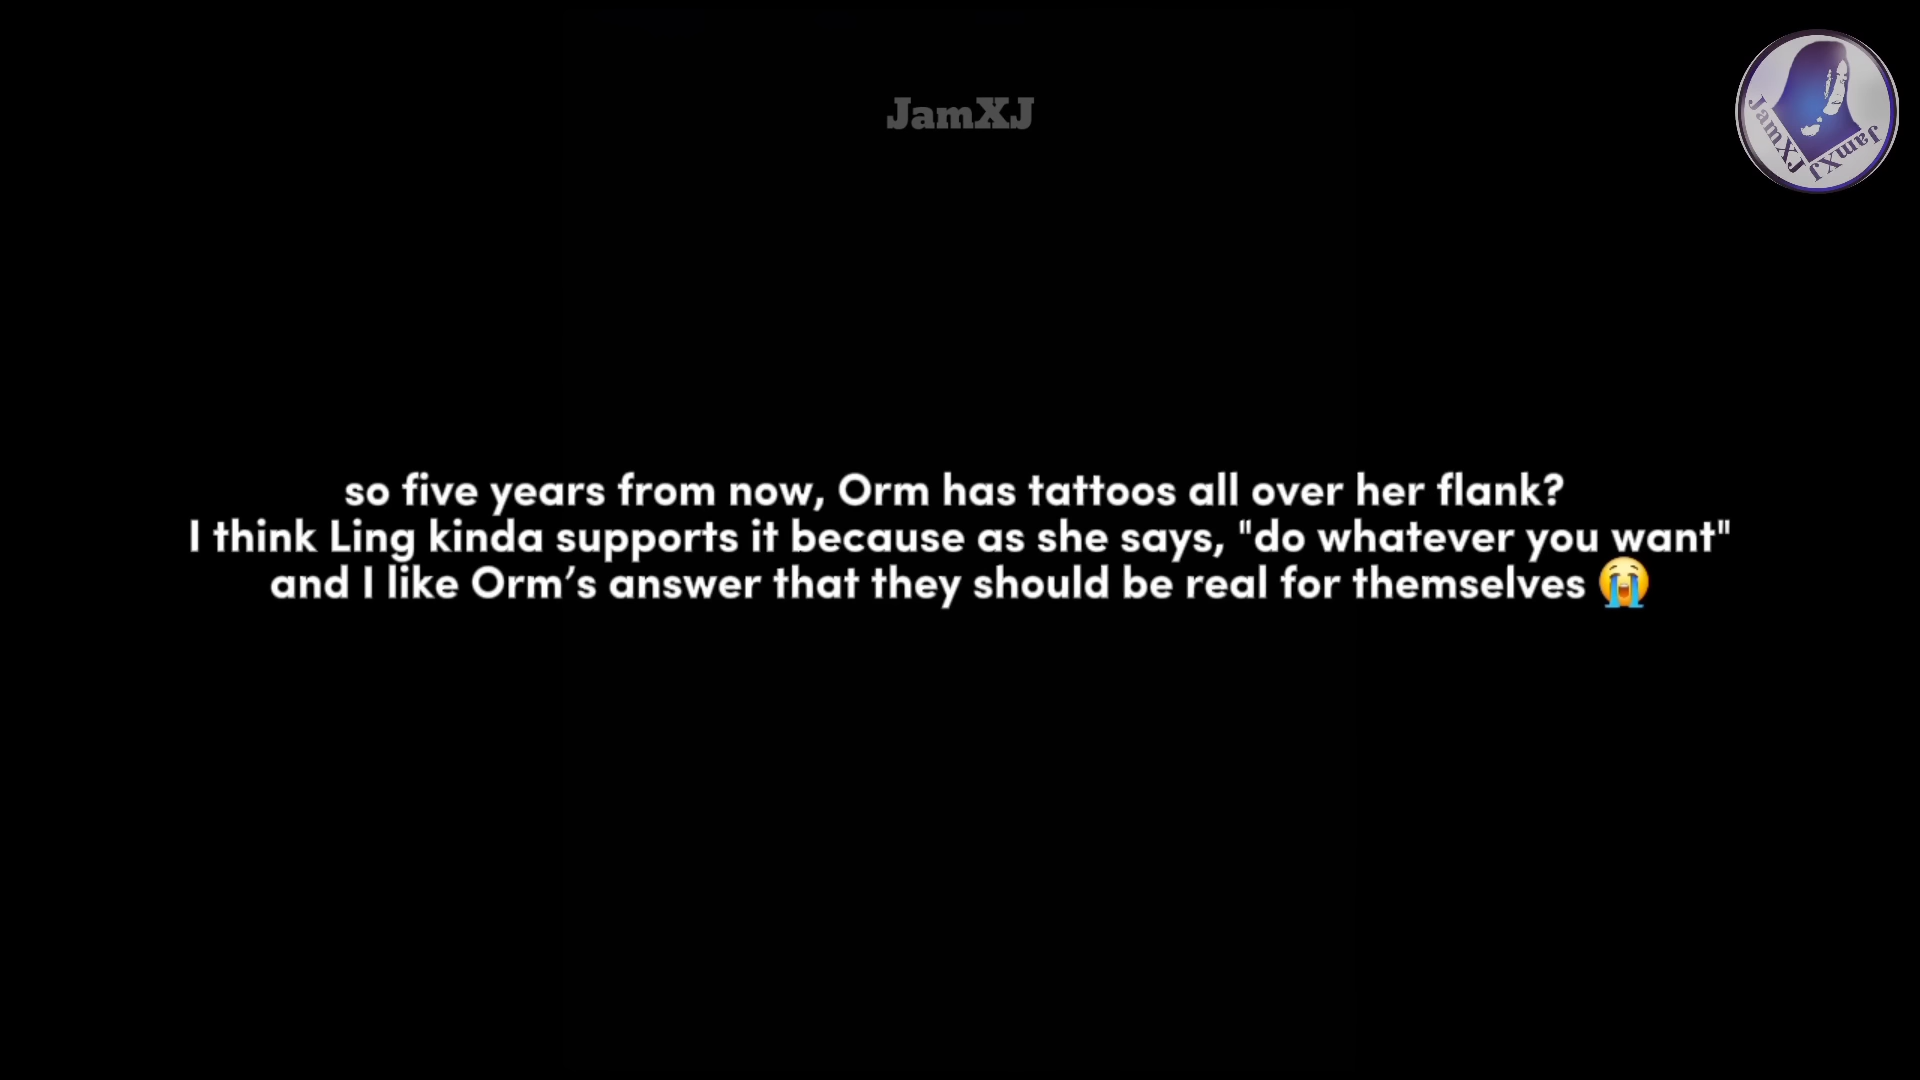 JamXJ
JamXJ JamXJ
so five years from now, Orm has tattoos all over her flank?
I think Ling kinda supports it because as she says, "do whatever you want"
and I like Orm’s answer that they should be real for themselves 😭